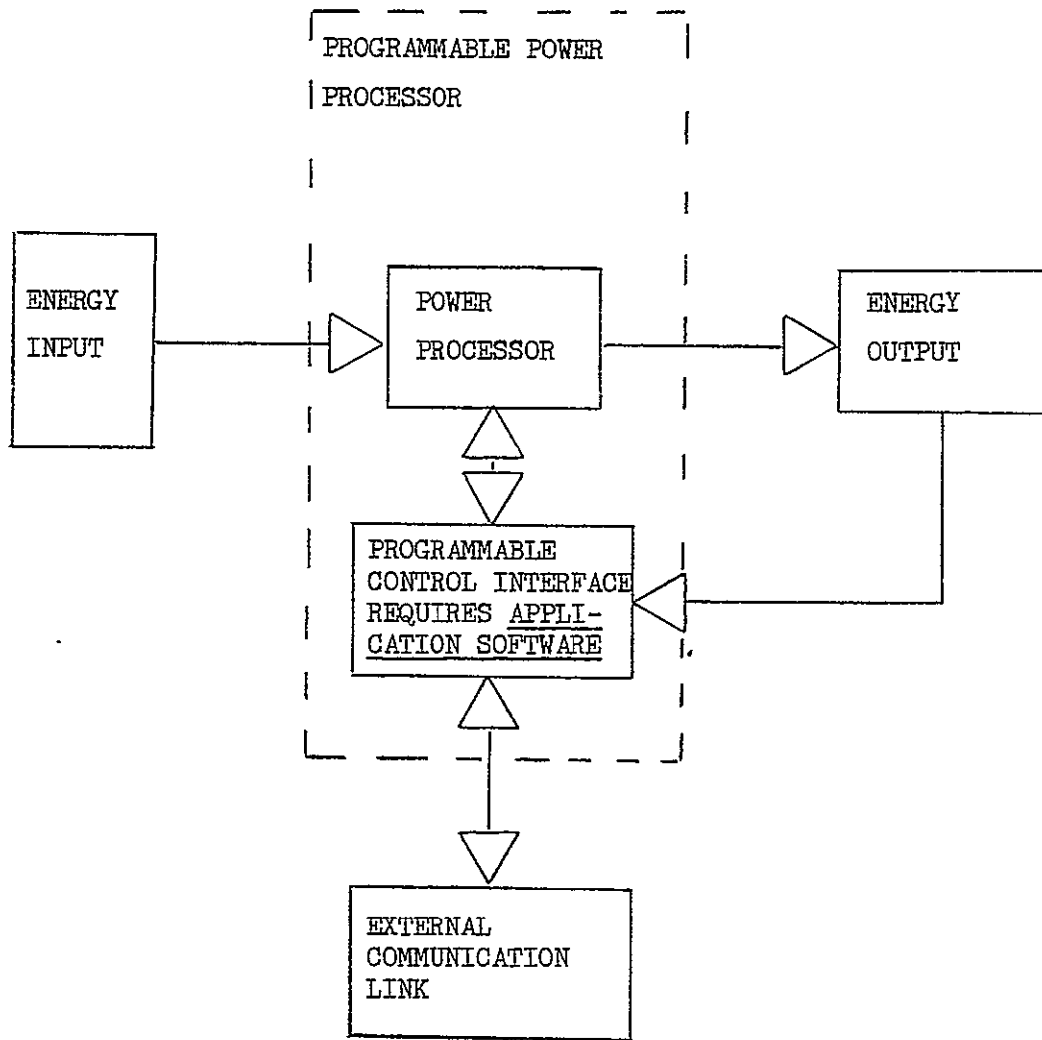 PROGRAMMABLE POWER
PROCESSOR
ENERGY
INPUT
POWER
PROCESSOR
ENERGY
OUTPUT
PROGRAMMABLE
CONTROL INTERFACE
REQUIRES APPLI-
CATION SOFTWARE
EXTERNAL
COMMUNICATION
LINK